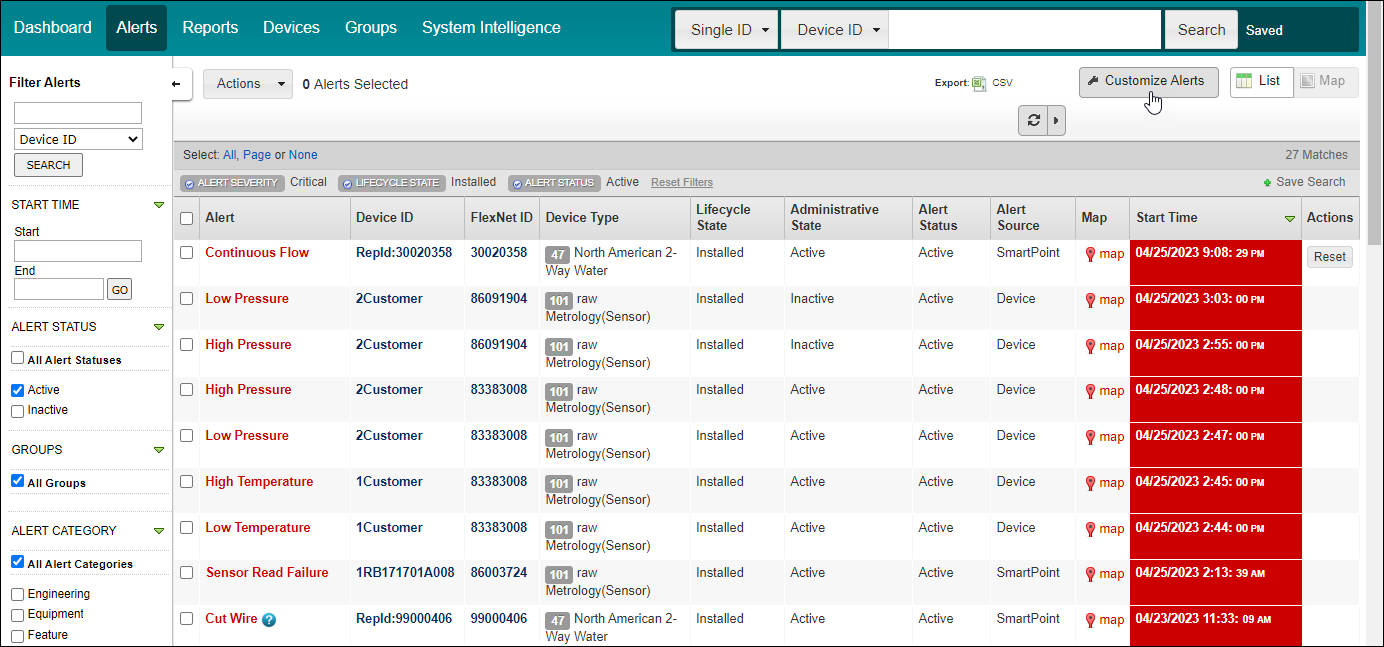 Dashboard Alerts Reports Devices Groups System Intelligence Single ID Device ID Search Saved
Filter Alerts
Device ID
SEARCH
START TIME
Start
End
GO
ALERT STATUS
All Alert Statuses
Active
Inactive
GROUPS
All Groups
ALERT CATEGORY
All Alert Categories
Engineering
Equipment
Feature
Actions 0 Alerts Selected Export: CSV Customize Alerts List Map
Select: All, Page or None 27 Matches
ALERT SEVERITY Critical LIFECYCLE STATE Installed ALERT STATUS Active Reset Filters Save Search
Alert Device ID FlexNet ID Device Type Lifecycle State Administrative State Alert Status Alert Source Map Start Time Actions
Continuous Flow RepId:30020358 30020358 47 North American 2-Way Water Installed Active Active SmartPoint map 04/25/2023 9:08: 29 PM Reset
Low Pressure 2Customer 86091904 101 raw Metrology(Sensor) Installed Inactive Active Device map 04/25/2023 3:03: 00 PM
High Pressure 2Customer 86091904 101 raw Metrology(Sensor) Installed Inactive Active Device map 04/25/2023 2:55: 00 PM
High Pressure 2Customer 83383008 101 raw Metrology(Sensor) Installed Active Active Device map 04/25/2023 2:48: 00 PM
Low Pressure 2Customer 83383008 101 raw Metrology(Sensor) Installed Active Active Device map 04/25/2023 2:47: 00 PM
High Temperature 1Customer 83383008 101 raw Metrology(Sensor) Installed Active Active Device map 04/25/2023 2:45: 00 PM
Low Temperature 1Customer 83383008 101 raw Metrology(Sensor) Installed Active Active Device map 04/25/2023 2:44: 00 PM
Sensor Read Failure 1RB171701A008 86003724 101 raw Metrology(Sensor) Installed Active Active SmartPoint map 04/25/2023 2:13: 39 AM
Cut Wire ? RepId:99000406 99000406 47 North American 2-Way Water Installed Active Active SmartPoint map 04/23/2023 11:33: 09 AM